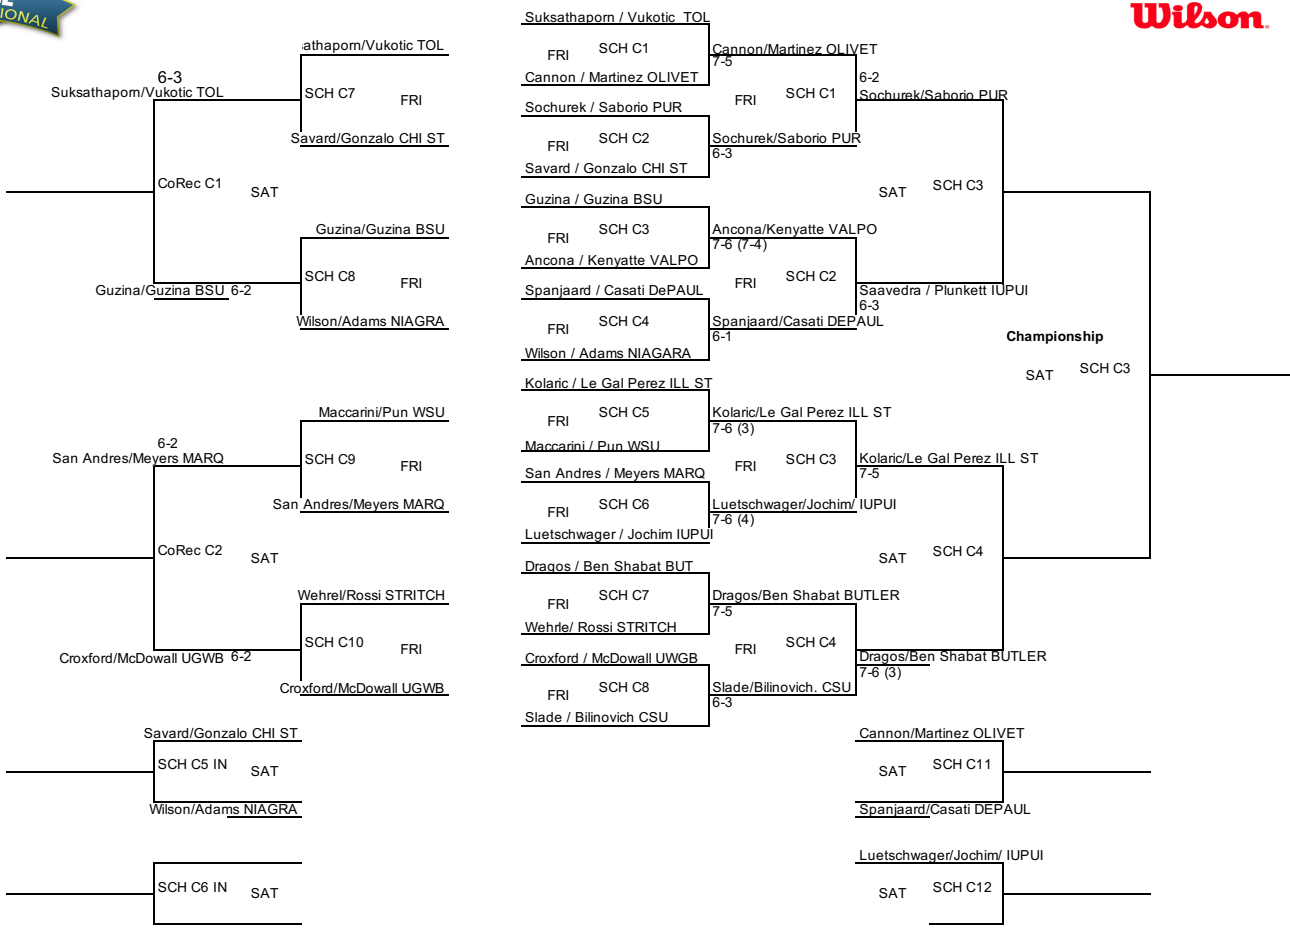 IONAL
Wilson.
Suksathaporn / Vukotic TOL
FRI
SCH C1
Cannon / Martinez OLIVET
Sochurek / Saborio PUR
FRI
SCH C2
Savard / Gonzalo CHI ST
Guzina / Guzina BSU
FRI
SCH C3
Ancona / Kenyatte VALPO
Spanjaard / Casati DePAUL
FRI
SCH C4
Wilson / Adams NIAGARA
Kolaric / Le Gal Perez ILL ST
FRI
SCH C5
Maccarini / Pun WSU
San Andres / Meyers MARQ
FRI
SCH C6
Luetschwager / Jochim IUPUI
Dragos / Ben Shabat BUT
FRI
SCH C7
Wehrle/ Rossi STRITCH
Croxford / McDowall UWGB
FRI
SCH C8
Slade / Bilinovich CSU
Cannon/Martinez OLIVET
7-5
FRI
SCH C1
Sochurek/Saborio PUR
6-3
Ancona/Kenyatte VALPO
7-6 (7-4)
FRI
SCH C2
Spanjaard/Casati DEPAUL
6-1
Kolaric/Le Gal Perez ILL ST
7-6 (3)
FRI
SCH C3
Luetschwager/Jochim/ IUPUI
7-6 (4)
Dragos/Ben Shabat BUTLER
7-5
FRI
SCH C4
Slade/Bilinovich. CSU
6-3
6-2
Sochurek/Saborio PUR
SAT
SCH C3
Saavedra / Plunkett IUPUI
6-3
Kolaric/Le Gal Perez ILL ST
7-5
SAT
SCH C4
Dragos/Ben Shabat BUTLER
7-6 (3)
Championship
SAT
SCH C3
Cannon/Martinez OLIVET
SAT
SCH C11
Spanjaard/Casati DEPAUL
Luetschwager/Jochim/ IUPUI
SAT
SCH C12
sathaporn/Vukotic TOL
SCH C7
FRI
Savard/Gonzalo CHI ST
Guzina/Guzina BSU
SCH C8
FRI
Wilson/Adams NIAGRA
Maccarini/Pun WSU
SCH C9
FRI
San Andres/Meyers MARQ
Wehrel/Rossi STRITCH
SCH C10
FRI
Croxford/McDowall UGWB
6-3
Suksathaporn/Vukotic TOL
CoRec C1
SAT
Guzina/Guzina BSU 6-2
6-2
San Andres/Meyers MARQ
CoRec C2
SAT
Croxford/McDowall UGWB 6-2
Savard/Gonzalo CHI ST
SCH C5 IN
SAT
Wilson/Adams NIAGRA
SCH C6 IN
SAT